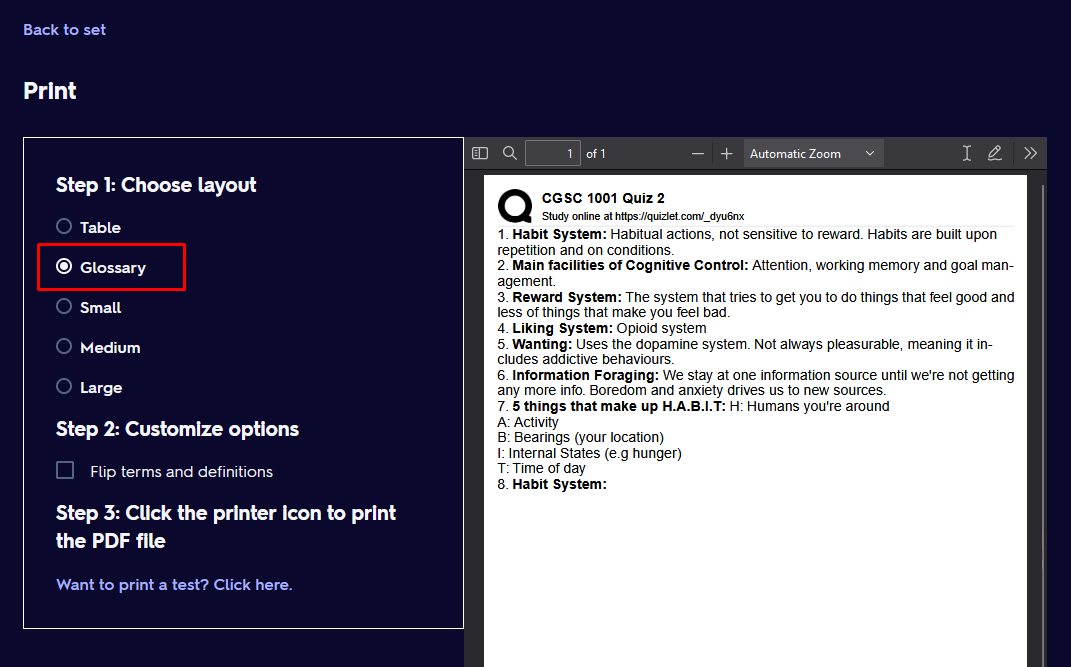 Back to set
Print
Step 1: Choose layout
Table
Glossary
Small
Medium
Large
Step 2: Customize options
Flip terms and definitions
Step 3: Click the printer icon to print
the PDF file
Want to print a test? Click here.
1 of 1
Automatic Zoom
CGSC 1001 Quiz 2
Study online at https://quizlet.com/_dyu6nx
1. Habit System: Habitual actions, not sensitive to reward. Habits are built upon
repetition and on conditions.
2. Main facilities of Cognitive Control: Attention, working memory and goal man-
agement.
3. Reward System: The system that tries to get you to do things that feel good and
less of things that make you feel bad.
4. Liking System: Opioid system
5. Wanting: Uses the dopamine system. Not always pleasurable, meaning it in-
cludes addictive behaviours.
6. Information Foraging: We stay at one information source until we're not getting
any more info. Boredom and anxiety drives us to new sources.
7. 5 things that make up H.A.B.I.T: H: Humans you're around
A: Activity
B: Bearings (your location)
I: Internal States (e.g hunger)
T: Time of day
8. Habit System: